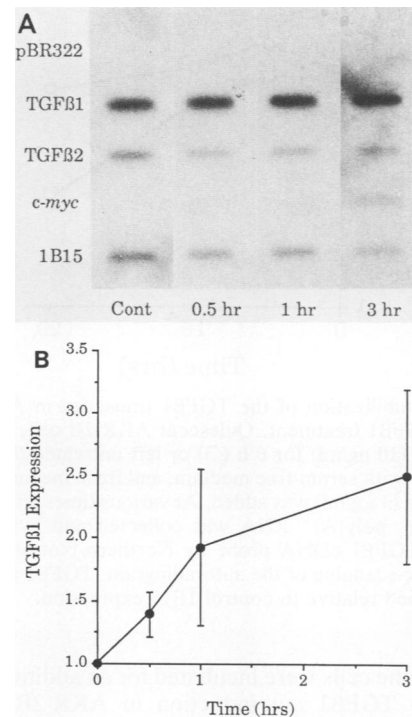 A
pBR322
TGFß1
TGFß2
c-myc
1B15
Cont 0.5 hr 1 hr 3 hr
B
3.5
3.0
2.5
2.0
1.5
1.0
TGFß1 Expression
0 1 2 3
Time (hrs)